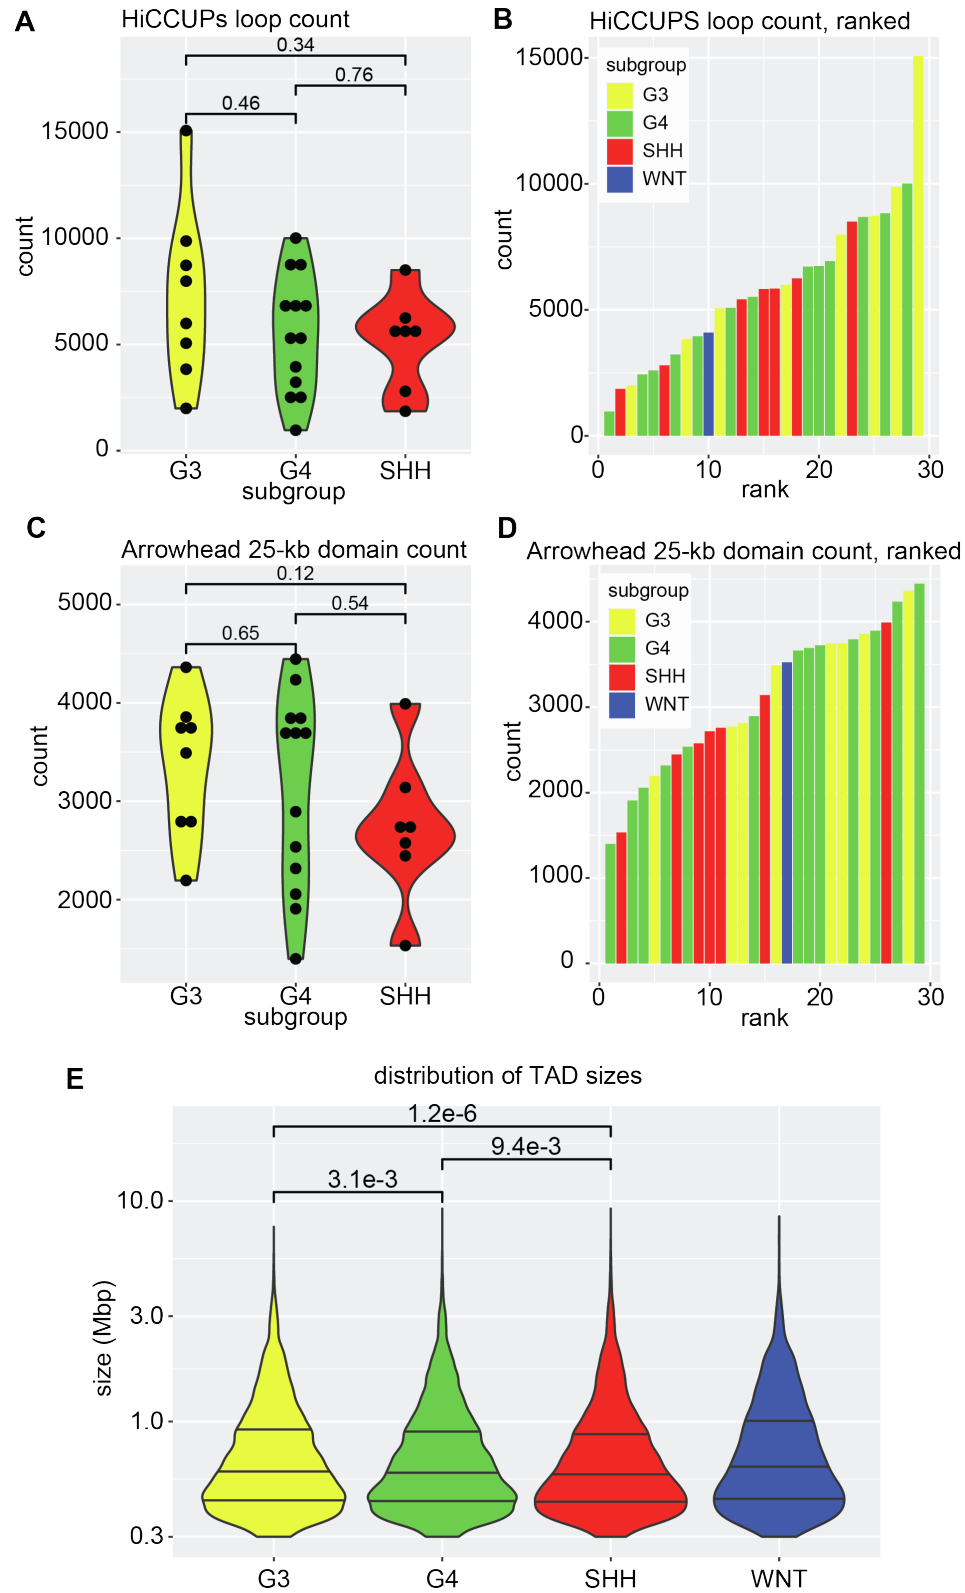 A
HiCCUPs loop count
0.34
0.76
0.46
15000
10000
5000
0
count
G3
G4
SHH
subgroup
B
HiCCUPS loop count, ranked
subgroup
G3
G4
SHH
WNT
15000
10000
5000
0
count
0
10
20
30
rank
C
Arrowhead 25-kb domain count
0.12
0.54
0.65
5000
4000
3000
2000
count
G3
G4
SHH
subgroup
D
Arrowhead 25-kb domain count, ranked
subgroup
G3
G4
SHH
WNT
4000
3000
2000
1000
0
count
0
10
20
30
rank
E
distribution of TAD sizes
1.2e-6
9.4e-3
3.1e-3
10.0
3.0
1.0
0.3
size (Mbp)
G3
G4
SHH
WNT